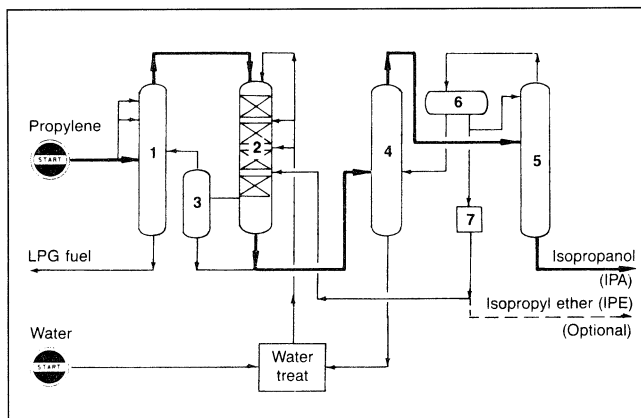 Propylene
START
1
2
3
4
5
6
7
LPG fuel
Isopropanol
(IPA)
Isopropyl ether (IPE)
(Optional)
Water
START
Water
treat